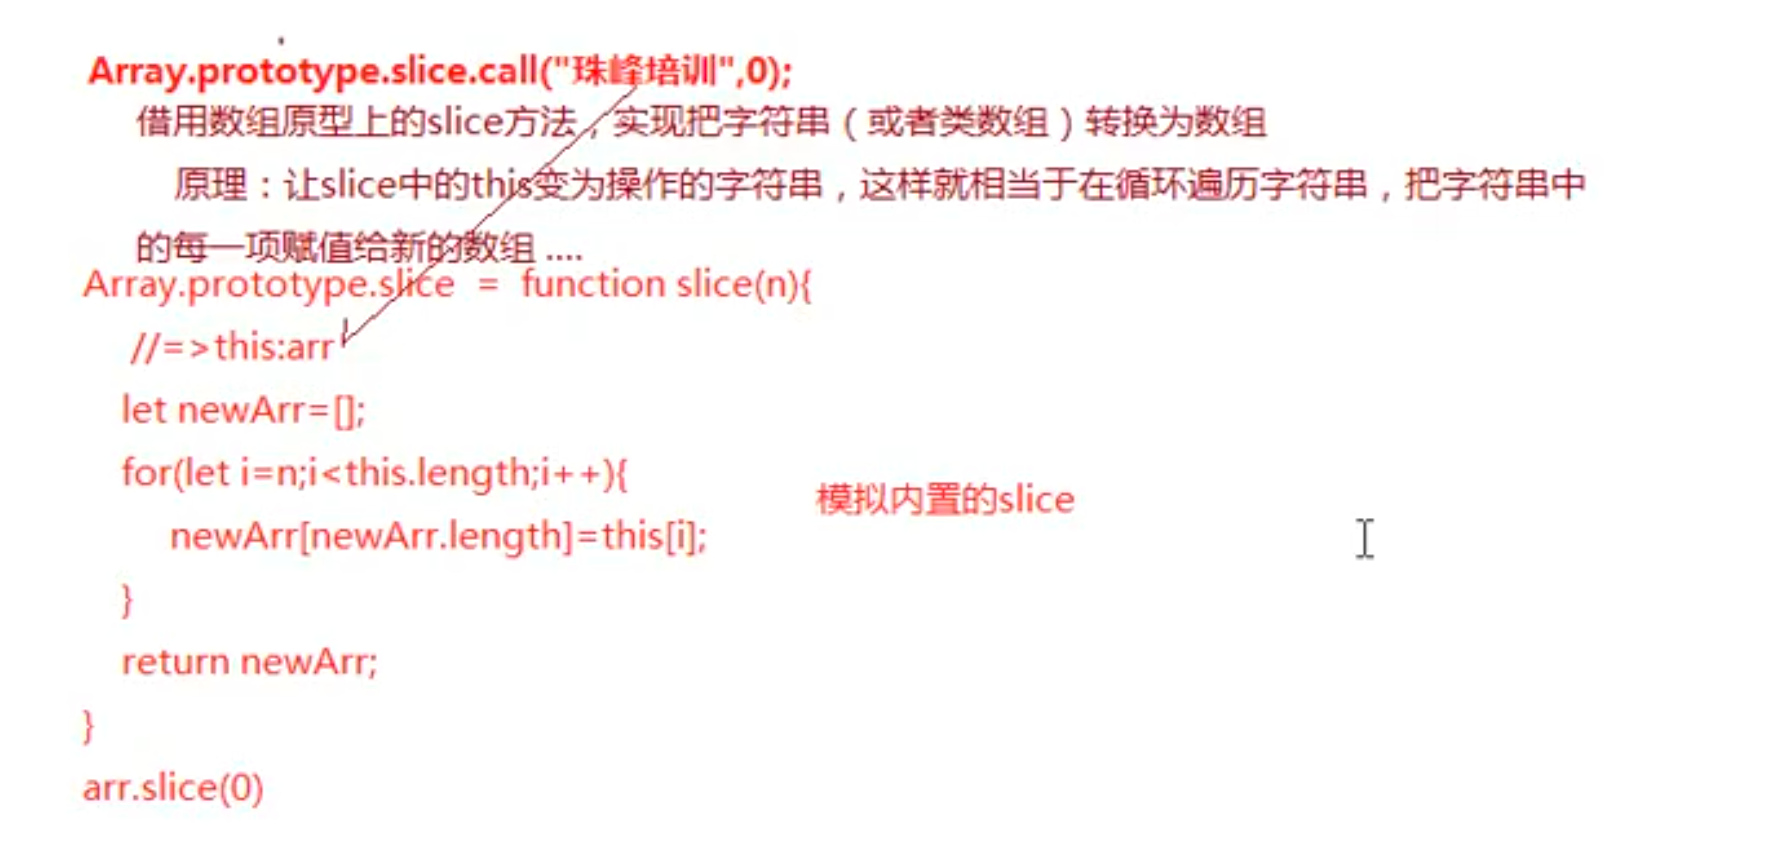 Array.prototype.slice.call("珠峰培训",0);
借用数组原型上的slice方法，实现把字符串（或者类数组）转换为数组
原理：让slice中的this变为操作的字符串，这样就相当于在循环遍历字符串，把字符串中
的每一项赋值给新的数组 ....
Array.prototype.slice = function slice(n){
//=>this:arr
let newArr=[];
for(let i=n;i<this.length;i++){
newArr[newArr.length]=this[i];
模拟内置的slice
}
return newArr;
}
arr.slice(0)